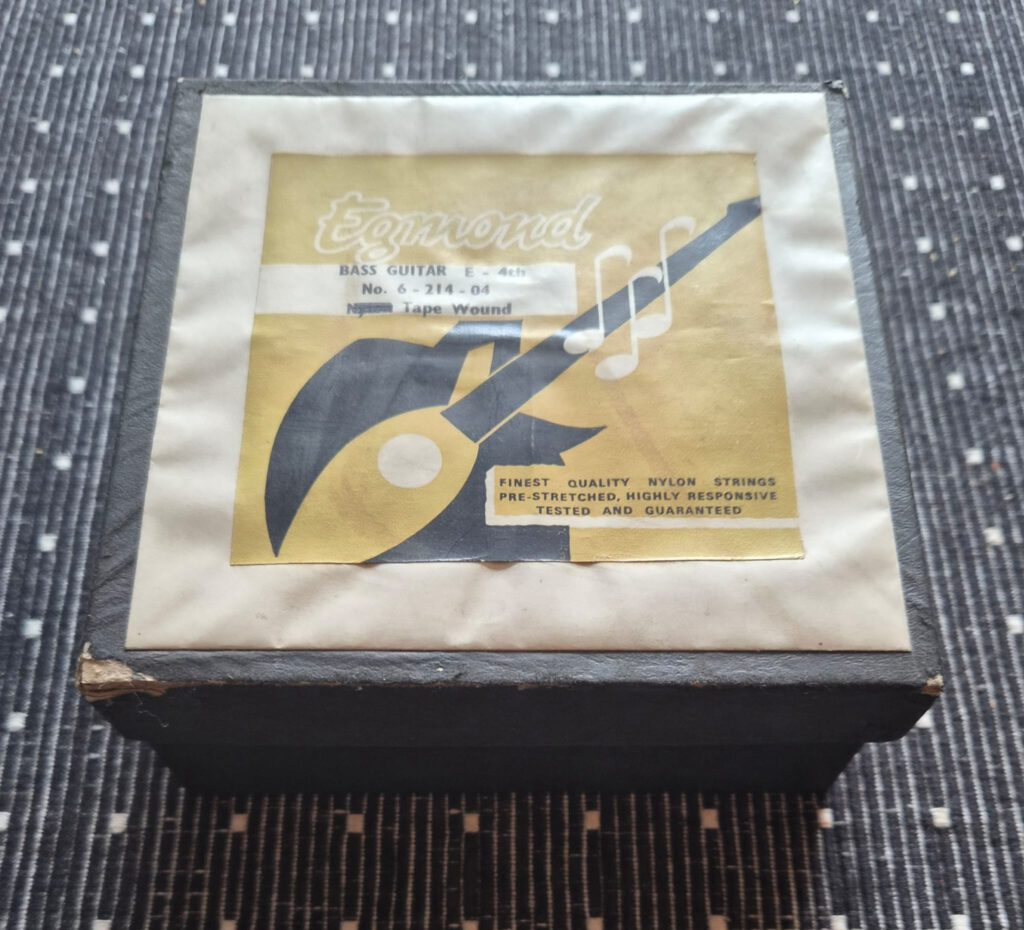 Egmond
BASS GUITAR E - 4th
No. 6 - 214 - 04
Nylon Tape Wound
FINEST QUALITY NYLON STRINGS
PRE-STRETCHED, HIGHLY RESPONSIVE
TESTED AND GUARANTEED